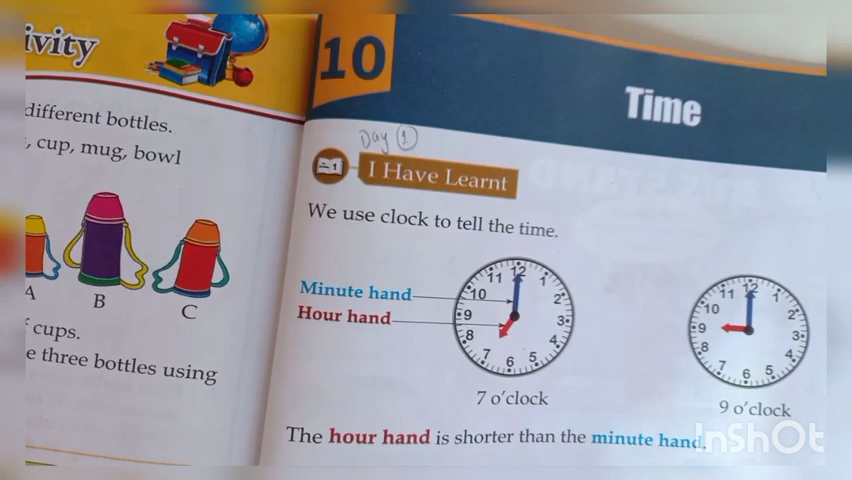 ivity
different bottles.
, cup, mug, bowl
A
B
C
f cups.
e three bottles using
10
Time
Day 1
1
I Have Learnt
We use clock to tell the time.
Minute hand
Hour hand
12
1
2
3
4
5
6
7
8
9
10
11
7 o'clock
12
1
2
3
4
5
6
7
8
9
10
11
9 o'clock
The hour hand is shorter than the minute hand.
InShOt